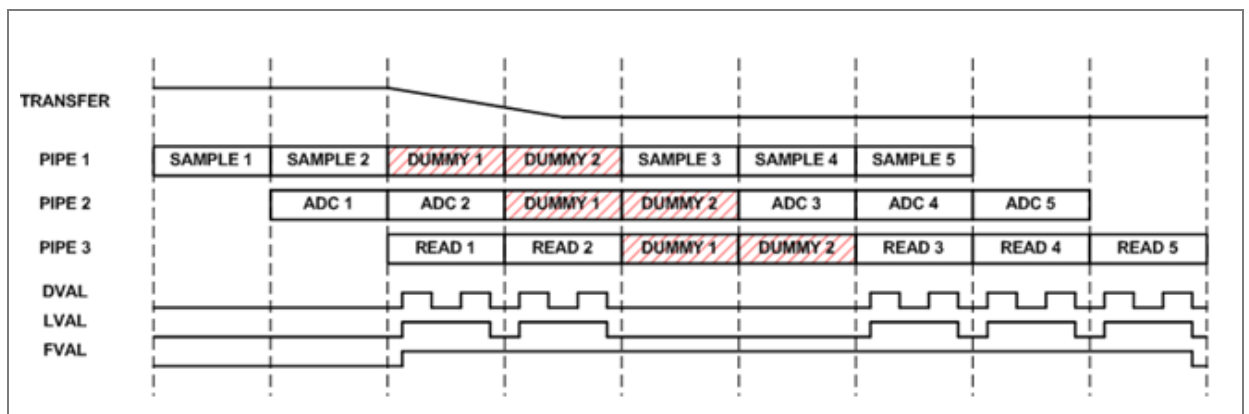 TRANSFER
PIPE 1 SAMPLE 1 SAMPLE 2 DUMMY 1 DUMMY 2 SAMPLE 3 SAMPLE 4 SAMPLE 5
PIPE 2 ADC 1 ADC 2 DUMMY 1 DUMMY 2 ADC 3 ADC 4 ADC 5
PIPE 3 READ 1 READ 2 DUMMY 1 DUMMY 2 READ 3 READ 4 READ 5
DVAL
LVAL
FVAL